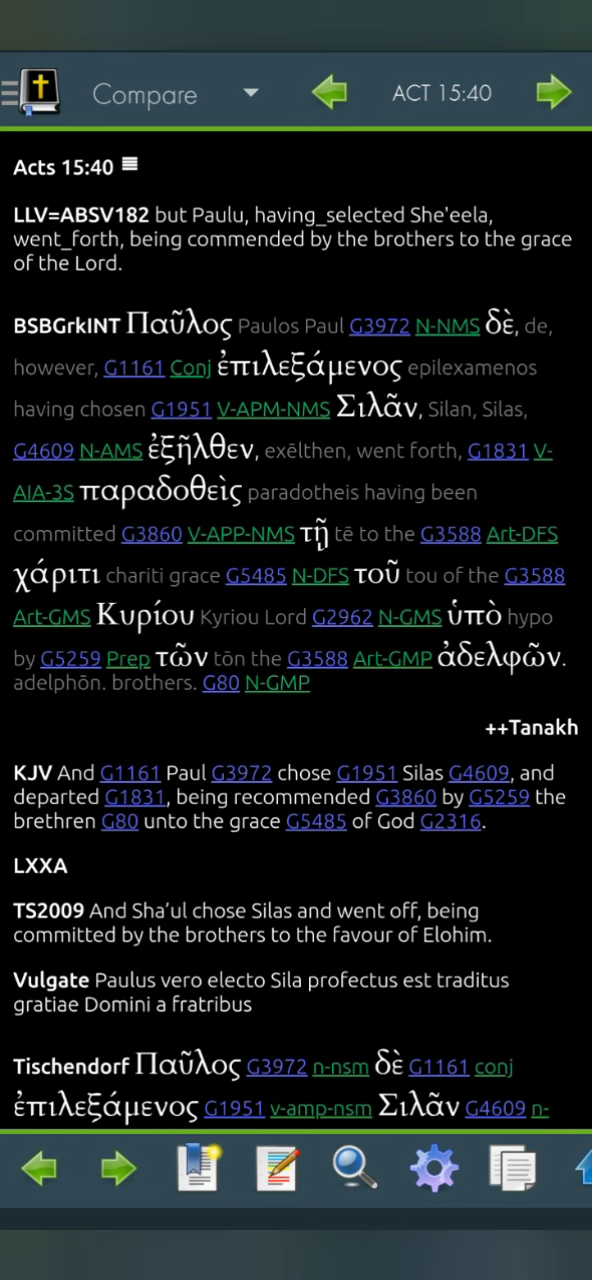 Compare
ACT 15:40
Acts 15:40
LLV=ABSV182 but Paulu, having_selected She'eela,
went_forth, being commended by the brothers to the grace
of the Lord.
BSBGrkINT Παῦλος Paulos Paul G3972 N-NMS δὲ, de,
however, G1161 Conj ἐπιλεξάμενος epilexamenos
having chosen G1951 V-APM-NMS Σιλᾶν, Silan, Silas,
G4609 N-AMS ἐξῆλθεν, exēlthen, went forth, G1831 V-
AIA-3S παραδοθεὶς paradotheis having been
committed G3860 V-APP-NMS τῇ tē to the G3588 Art-DFS
χάριτι chariti grace G5485 N-DFS τοῦ tou of the G3588
Art-GMS Κυρίου Kyriou Lord G2962 N-GMS ὑπὸ hypo
by G5259 Prep τῶν tōn the G3588 Art-GMP ἀδελφῶν.
adelphōn. brothers. G80 N-GMP
++Tanakh
KJV And G1161 Paul G3972 chose G1951 Silas G4609, and
departed G1831, being recommended G3860 by G5259 the
brethren G80 unto the grace G5485 of God G2316.
LXXA
TS2009 And Sha’ul chose Silas and went off, being
committed by the brothers to the favour of Elohim.
Vulgate Paulus vero electo Sila profectus est traditus
gratiae Domini a fratribus
Tischendorf Παῦλος G3972 n-nsm δὲ G1161 conj
ἐπιλεξάμενος G1951 v-amp-nsm Σιλᾶν G4609 n-